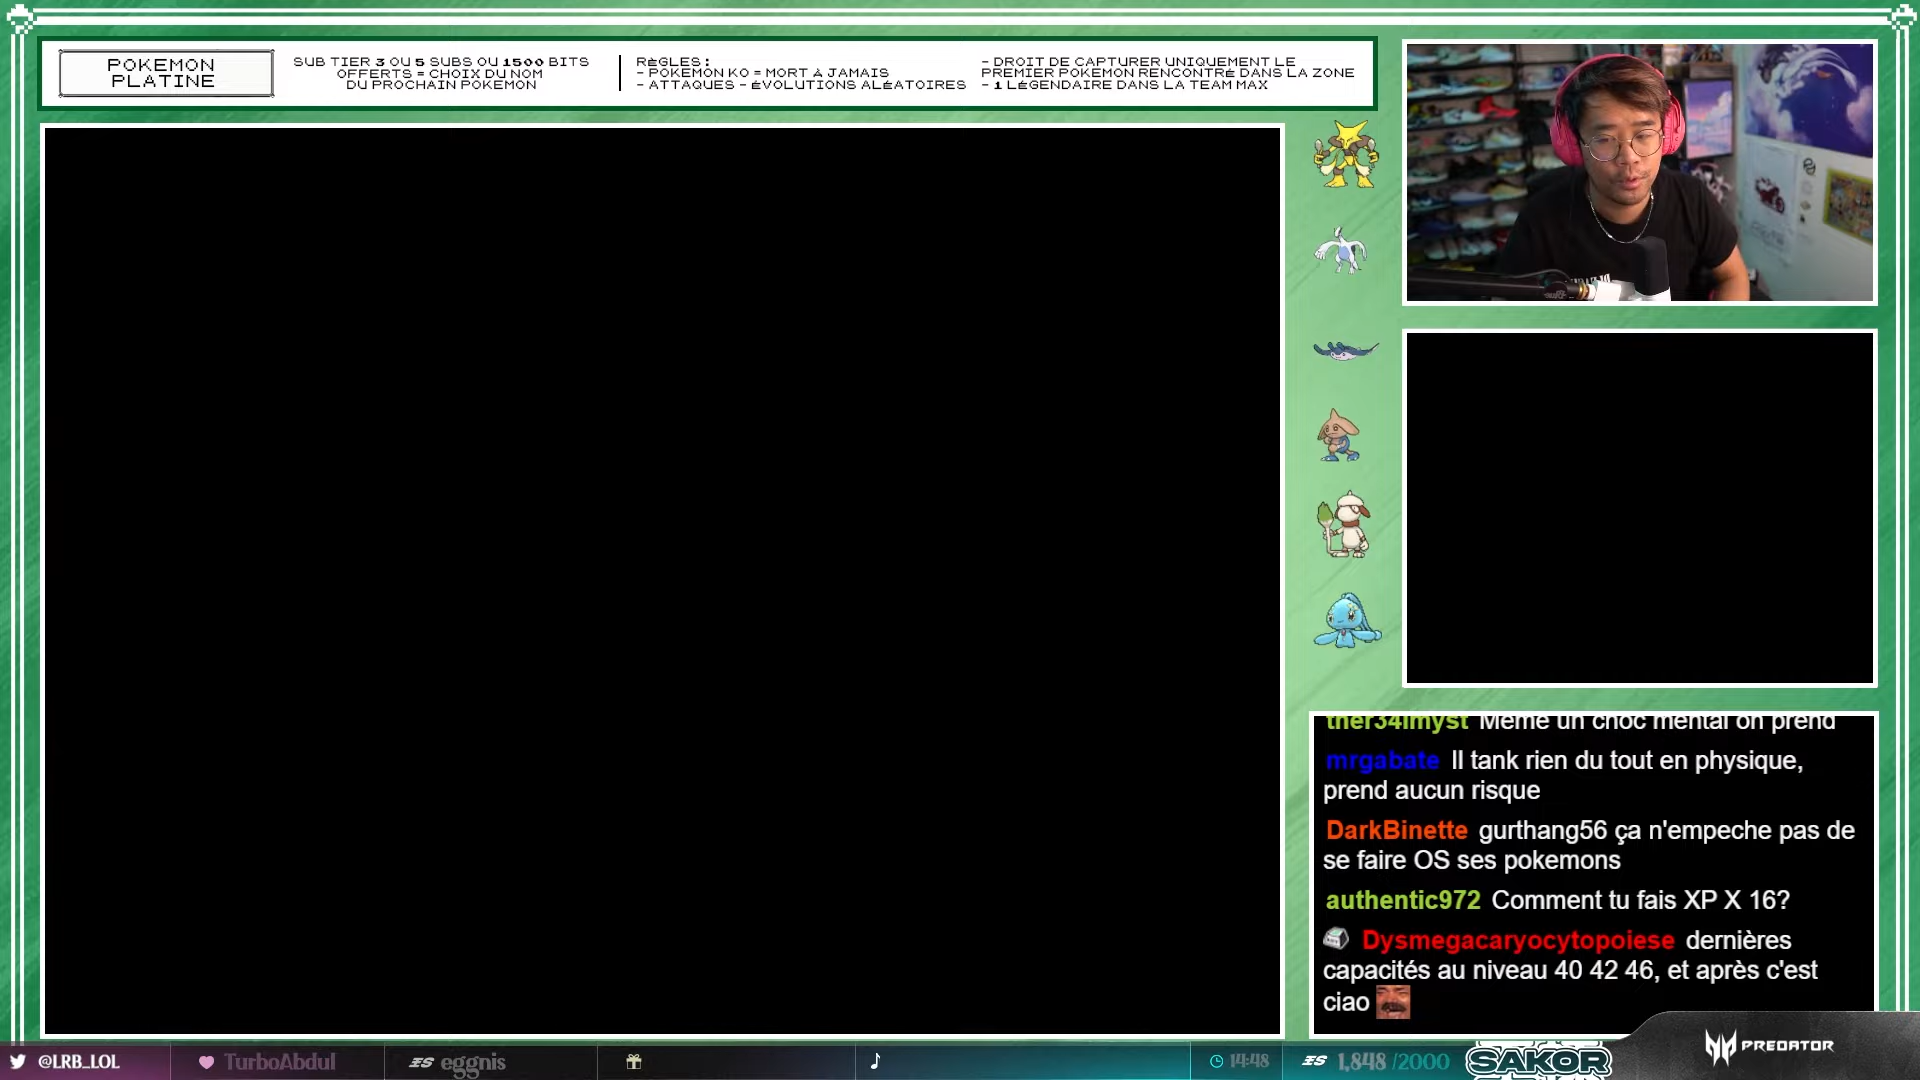 POKEMON
PLATINE
SUB TIER 3 OU 5 SUBS OU 1500 BITS
OFFERTS = CHOIX DU NOM
DU PROCHAIN POKEMON
RÈGLES :
- POKEMON KO = MORT À JAMAIS
- ATTAQUES - ÉVOLUTIONS ALÉATOIRES
- DROIT DE CAPTURER UNIQUEMENT LE
PREMIER POKEMON RENCONTRÉ DANS LA ZONE
- 1 LÉGENDAIRE DANS LA TEAM MAX
ther34lmyst Même un choc mental on prend
mrgabate Il tank rien du tout en physique,
prend aucun risque
DarkBinette gurthang56 ça n'empeche pas de
se faire OS ses pokemons
authentic972 Comment tu fais XP X 16?
Dysmegacaryocytopoiese dernières
capacités au niveau 40 42 46, et après c'est
ciao
@LRB_LOL
TurboAbdul
eggnis
14:48
1,848 /2000
SAKOR
PREDATOR